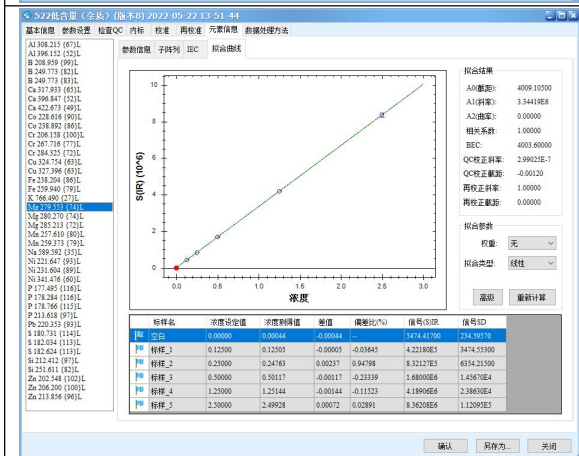 522低含量（杂质）(版本8) 2022-05-22 13-51-44
基本信息 参数设置 检查QC 内标 校准 再校准 元素信息 数据处理方法
参数信息 子阵列 IEC 拟合曲线
Al 308.215 {67}L
Al 396.152 {52}L
B 208.959 {99}L
B 249.773 {82}L
B 249.773 {83}L
Ca 317.933 {65}L
Ca 396.847 {52}L
Ca 422.673 {49}L
Co 228.616 {90}L
Co 238.892 {86}L
Cr 206.158 {100}L
Cr 267.716 {77}L
Cr 284.325 {72}L
Cu 324.754 {63}L
Cu 327.396 {63}L
Fe 238.204 {86}L
Fe 259.940 {79}L
K 766.490 {27}L
Mg 279.553 {74}L
Mg 280.270 {74}L
Mg 285.213 {72}L
Mn 257.610 {80}L
Mn 259.373 {79}L
Na 589.592 {35}L
Ni 221.647 {93}L
Ni 231.604 {89}L
Ni 341.476 {60}L
P 177.495 {116}L
P 178.284 {116}L
P 178.766 {115}L
P 213.618 {97}L
Pb 220.353 {93}L
S 180.731 {114}L
S 182.034 {113}L
S 182.624 {113}L
Si 212.412 {97}L
Si 251.611 {82}L
Zn 202.548 {102}L
Zn 206.200 {100}L
Zn 213.856 {96}L
S(IR) (10^6)
10
8
6
4
2
0
0.0 0.5 1.0 1.5 2.0 2.5 3.0
浓度
拟合结果
A0(截距): 4009.10500
A1(斜率): 3.34419E6
A2(曲率): 0.00000
相关系数: 1.00000
BEC: 4003.60000
QC校正斜率: 2.99025E-7
QC校正截距: -0.00120
再校正斜率: 1.00000
再校正截距: 0.00000
拟合参数
权重: 无
拟合类型: 线性
高级 重新计算
标样名 浓度设定值 浓度测得值 差值 偏差比(%) 信号(S)IR 信号SD
空白 0.00000 0.00044 -0.00044 -- 5474.41700 234.59570
标样_1 0.12500 0.12505 -0.00005 -0.03645 4.22180E5 3474.55300
标样_2 0.25000 0.24763 0.00237 0.94798 8.32127E5 6354.21500
标样_3 0.50000 0.50117 -0.00117 -0.23339 1.68000E6 1.45670E4
标样_4 1.25000 1.25144 -0.00144 -0.11523 4.18906E6 2.38630E4
标样_5 2.50000 2.49928 0.00072 0.02891 8.36208E6 1.12095E5
确认 另存为... 关闭